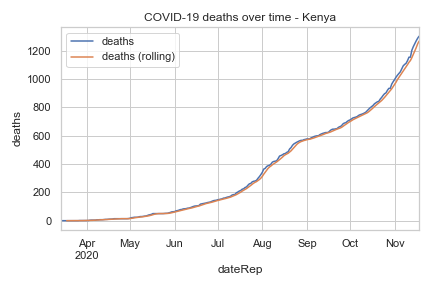 COVID-19 deaths over time - Kenya
deaths
deaths (rolling)
deaths
1200
1000
800
600
400
200
0
Apr
2020
May
Jun
Jul
Aug
Sep
Oct
Nov
dateRep